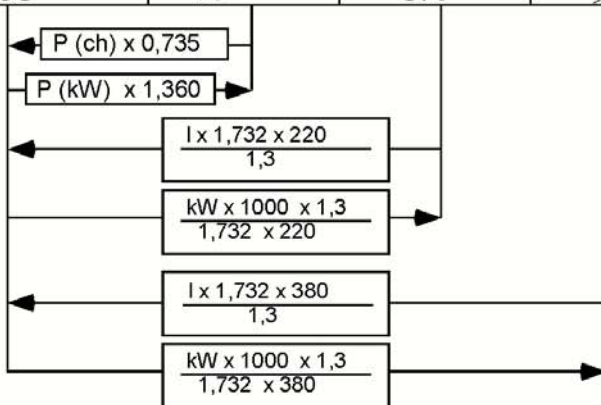 P (ch) x 0,735
P (kW) x 1,360
I x 1,732 x 220
1,3
kW x 1000 x 1,3
1,732 x 220
I x 1,732 x 380
1,3
kW x 1000 x 1,3
1,732 x 380